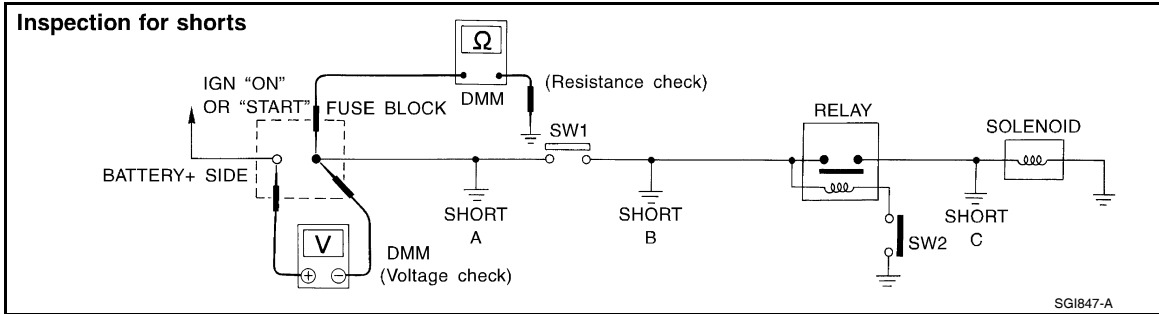 Inspection for shorts
Ω
IGN “ON”
OR “START”
FUSE BLOCK
DMM
(Resistance check)
SW1
RELAY
SOLENOID
BATTERY+ SIDE
SHORT
A
SHORT
B
SHORT
C
SW2
V
+
−
DMM
(Voltage check)
SGI847-A